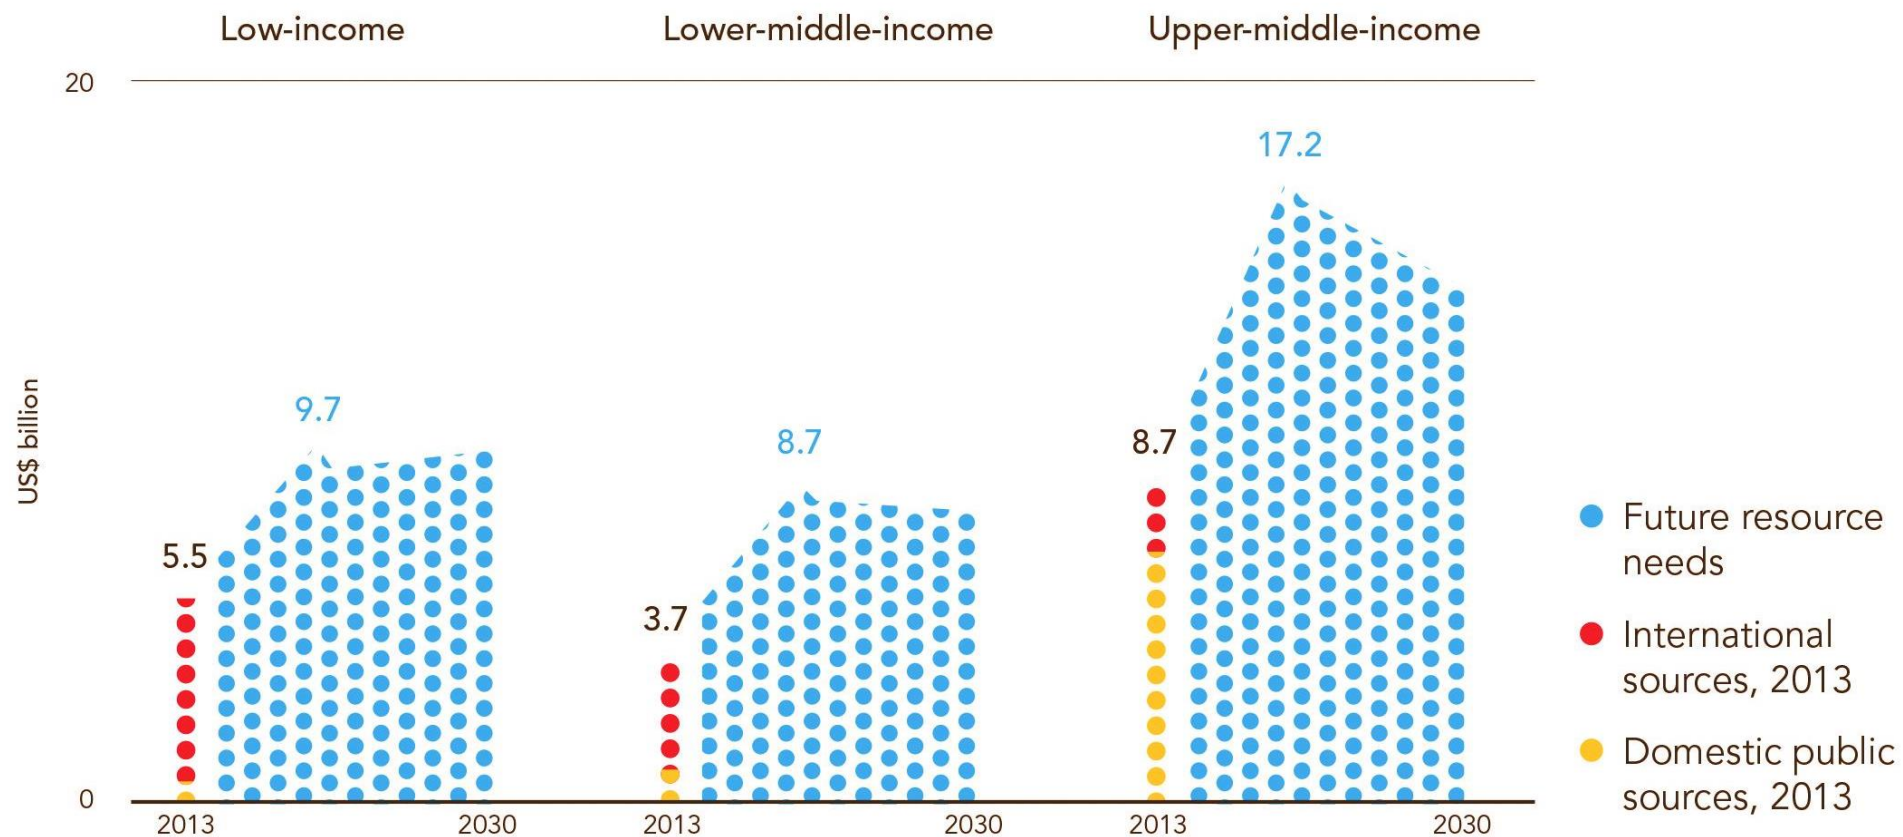 Low-income
Lower-middle-income
Upper-middle-income
20
17.2
9.7
8.7
8.7
5.5
3.7
US$ billion
0
2013
2030
2013
2030
2013
2030
Future resource
needs
International
sources, 2013
Domestic public
sources, 2013